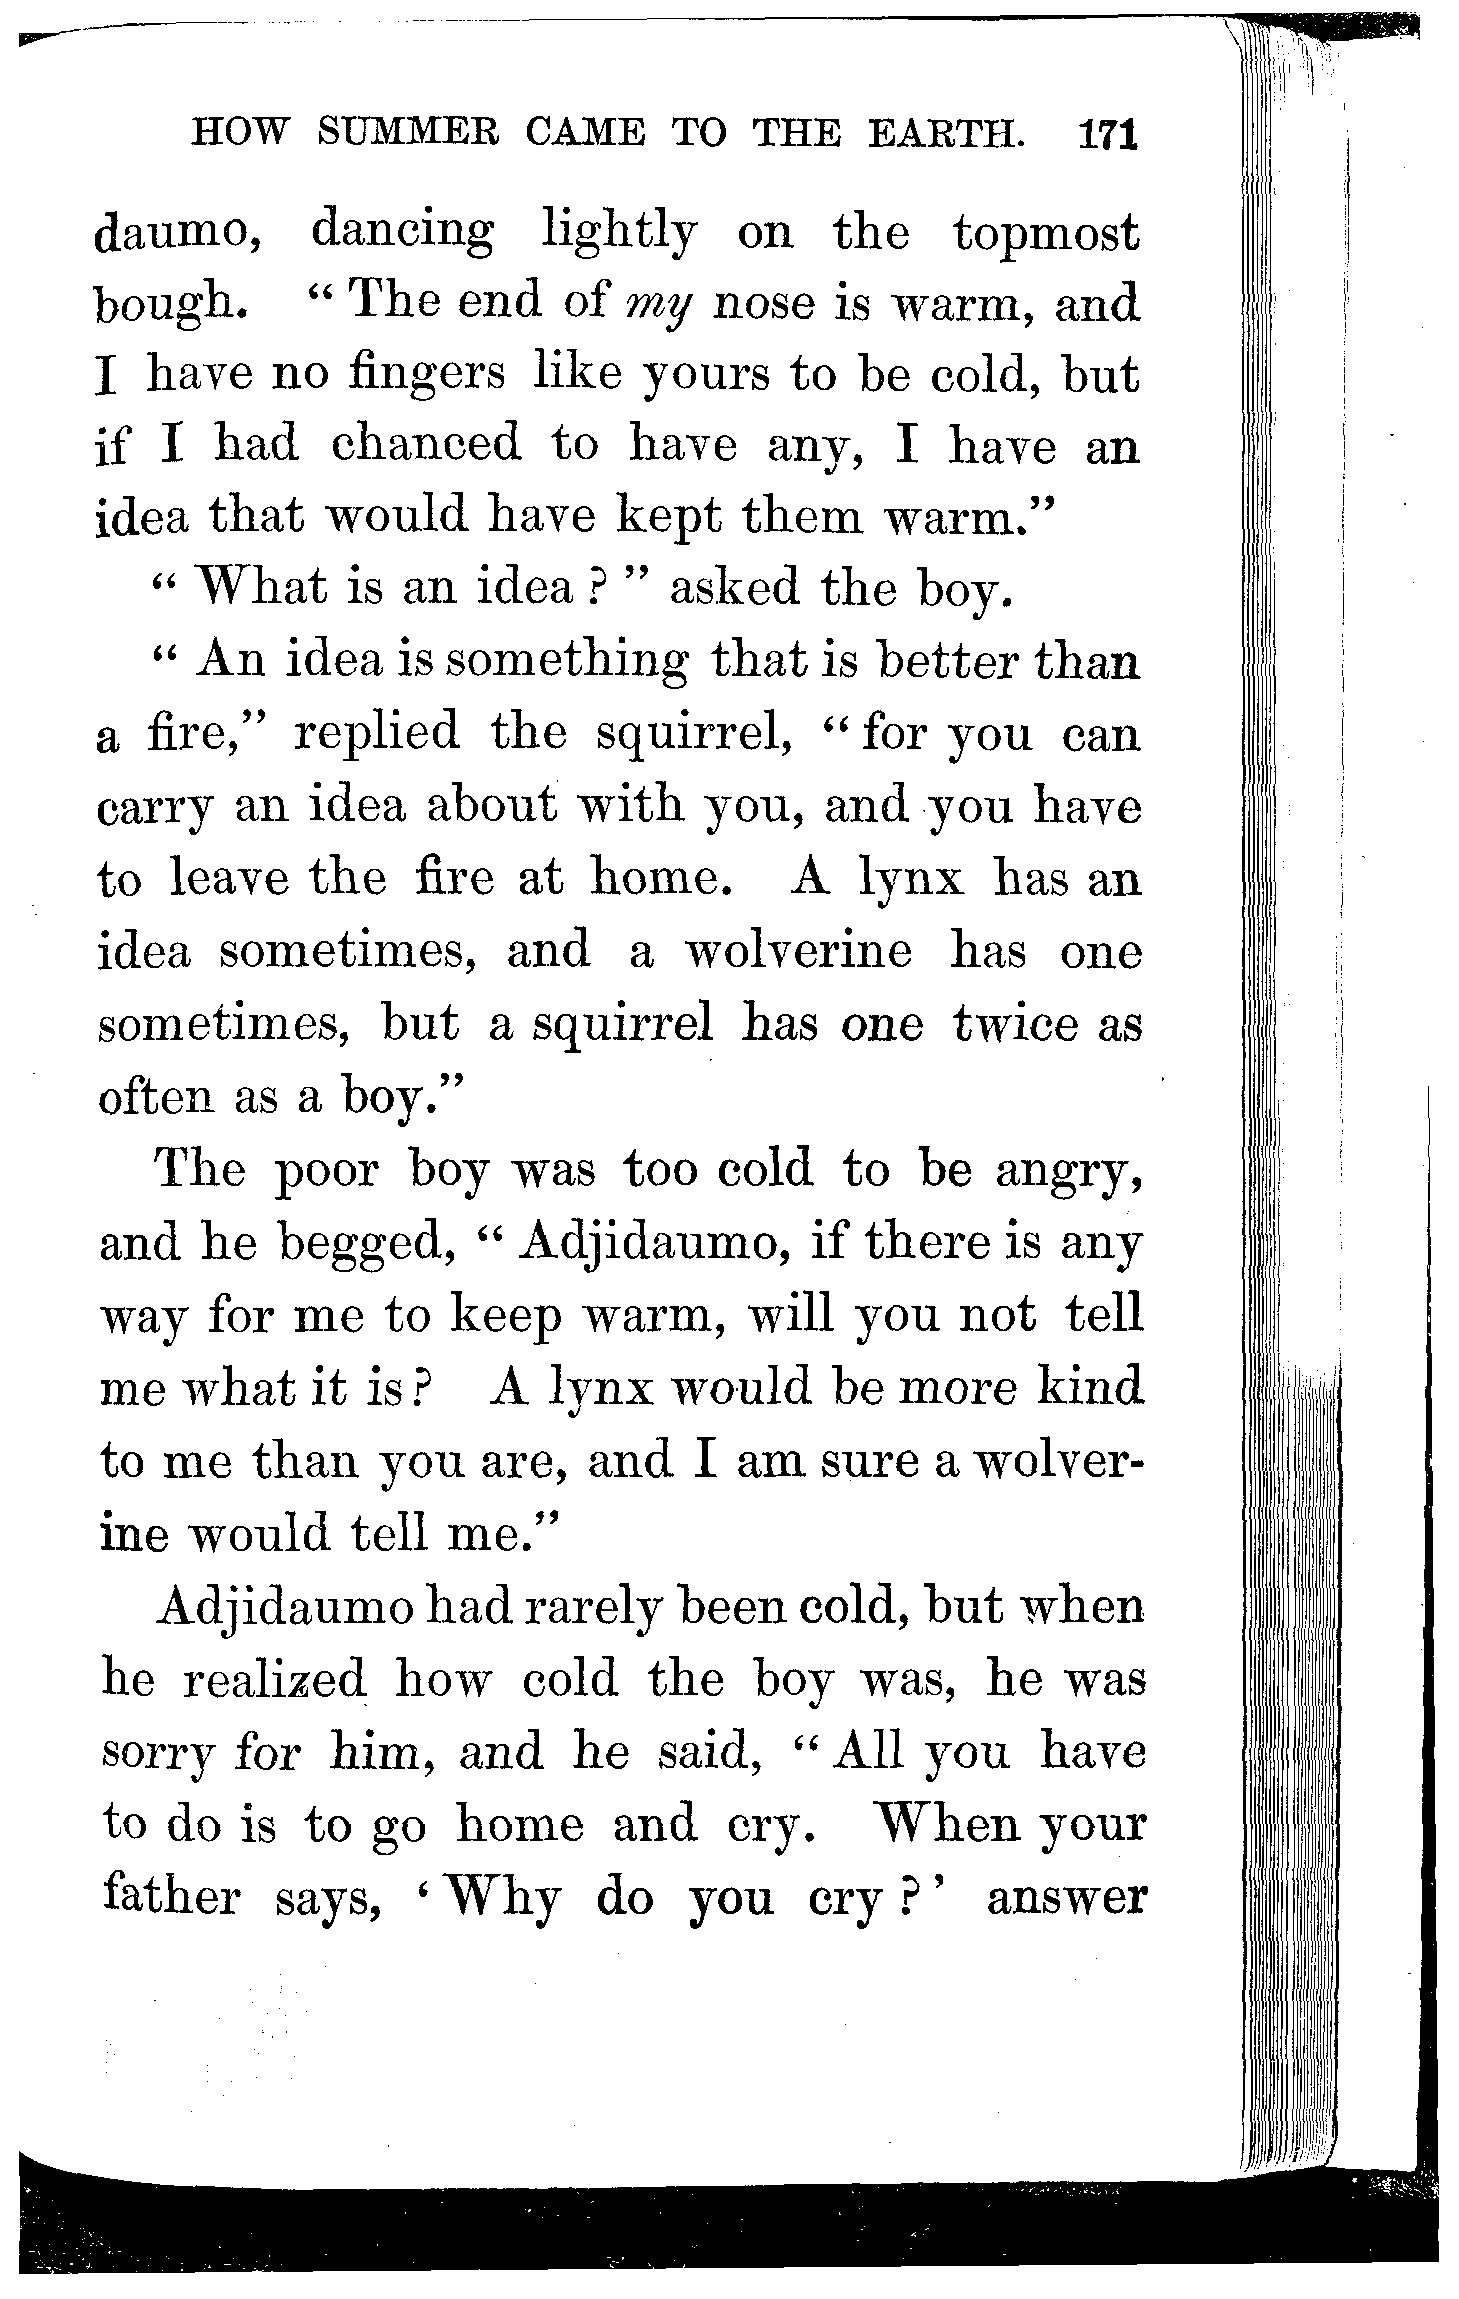 HOW SUMMER CAME TO THE EARTH. 171
daumo, dancing lightly on the topmost
bough. “ The end of my nose is warm, and
I have no fingers like yours to be cold, but
if I had chanced to have any, I have an
idea that would have kept them warm.”
“ What is an idea ? ” asked the boy.
“ An idea is something that is better than
a fire,” replied the squirrel, “ for you can
carry an idea about with you, and you have
to leave the fire at home. A lynx has an
idea sometimes, and a wolverine has one
sometimes, but a squirrel has one twice as
often as a boy.”
The poor boy was too cold to be angry,
and he begged, “ Adjidaumo, if there is any
way for me to keep warm, will you not tell
me what it is ? A lynx would be more kind
to me than you are, and I am sure a wolver-
ine would tell me.”
Adjidaumo had rarely been cold, but when
he realized how cold the boy was, he was
sorry for him, and he said, “ All you have
to do is to go home and cry. When your
father says, ‘ Why do you cry ? ’ answer